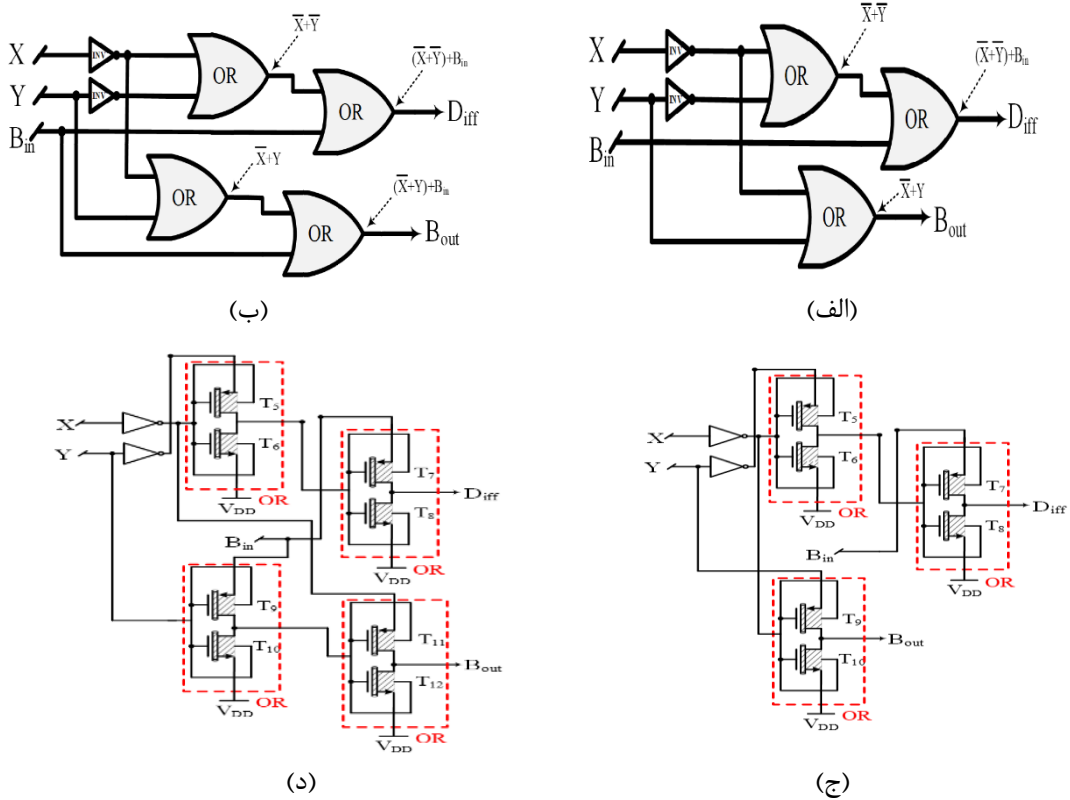 X
INV
OR
X̅+Y̅
(X̅+Y̅)+B_in
Y
INV
OR
D_iff
B_in
X̅+Y
OR
(X̅+Y)+B_in
OR
B_out
(ب)
X
INV
OR
X̅+Y̅
(X̅+Y̅)+B_in
Y
INV
OR
D_iff
B_in
X̅+Y
OR
B_out
(الف)
X
Y
T5
T6
V_DD
OR
T7
T8
D_iff
V_DD
OR
B_in
T9
T10
V_DD
OR
T11
T12
B_out
V_DD
OR
(د)
X
Y
T5
T6
V_DD
OR
T7
T8
D_iff
V_DD
OR
B_in
T9
T10
B_out
V_DD
OR
(ج)